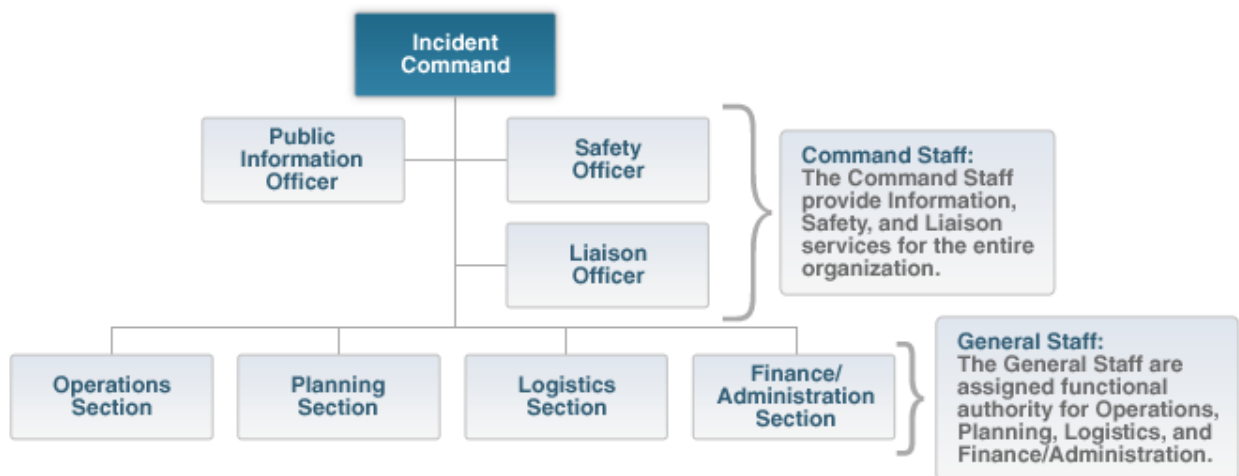 Incident
Command
Public
Information
Officer
Safety
Officer
Command Staff:
The Command Staff
provide Information,
Safety, and Liaison
services for the entire
organization.
Liaison
Officer
Operations
Section
Planning
Section
Logistics
Section
Finance/
Administration
Section
General Staff:
The General Staff are
assigned functional
authority for Operations,
Planning, Logistics, and
Finance/Administration.